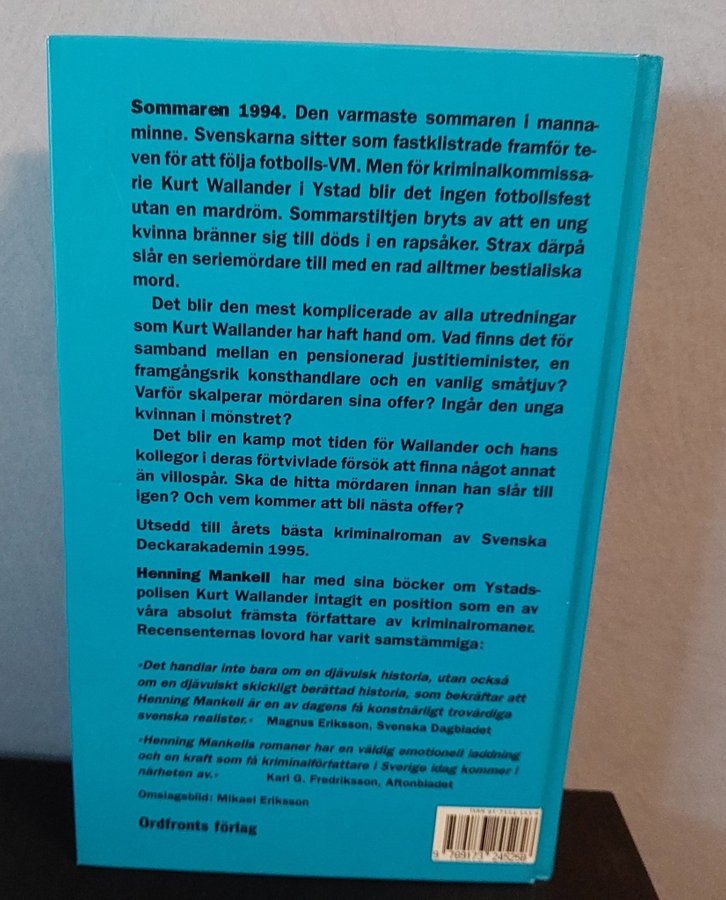 Sommaren 1994. Den varmaste sommaren i manna-
minne. Svenskarna sitter som fastklistrade framför te-
ven för att följa fotbolls-VM. Men för kriminalkommissa-
rie Kurt Wallander i Ystad blir det ingen fotbollsfest
utan en mardröm. Sommarstiltjen bryts av att en ung
kvinna bränner sig till döds i en rapsåker. Strax därpå
slår en seriemördare till med en rad alltmer bestialiska
mord.
Det blir den mest komplicerade av alla utredningar
som Kurt Wallander har haft hand om. Vad finns det för
samband mellan en pensionerad justitieminister, en
framgångsrik konsthandlare och en vanlig småtjuv?
Varför skalperar mördaren sina offer? Ingår den unga
kvinnan i mönstret?
Det blir en kamp mot tiden för Wallander och hans
kollegor i deras förtvivlade försök att finna något annat
än villospår. Ska de hitta mördaren innan han slår till
igen? Och vem kommer att bli nästa offer?
Utsedd till årets bästa kriminalroman av Svenska
Deckarakademin 1995.
Henning Mankell har med sina böcker om Ystads-
polisen Kurt Wallander intagit en position som en av
våra absolut främsta författare av kriminalromaner.
Recensenternas lovord har varit samstämmiga:
»Det handlar inte bara om en djävulsk historia, utan också
om en djävulskt skickligt berättad historia, som bekräftar att
Henning Mankell är en av dagens få konstnärligt trovärdiga
svenska realister.« Magnus Eriksson, Svenska Dagbladet
»Henning Mankells romaner har en väldig emotionell laddning
och en kraft som få kriminalförfattare i Sverige idag kommer i
närheten av.« Karl G. Fredriksson, Aftonbladet
Omslagsbild: Mikael Eriksson
Ordfronts förlag
ISBN
9 789173 245258